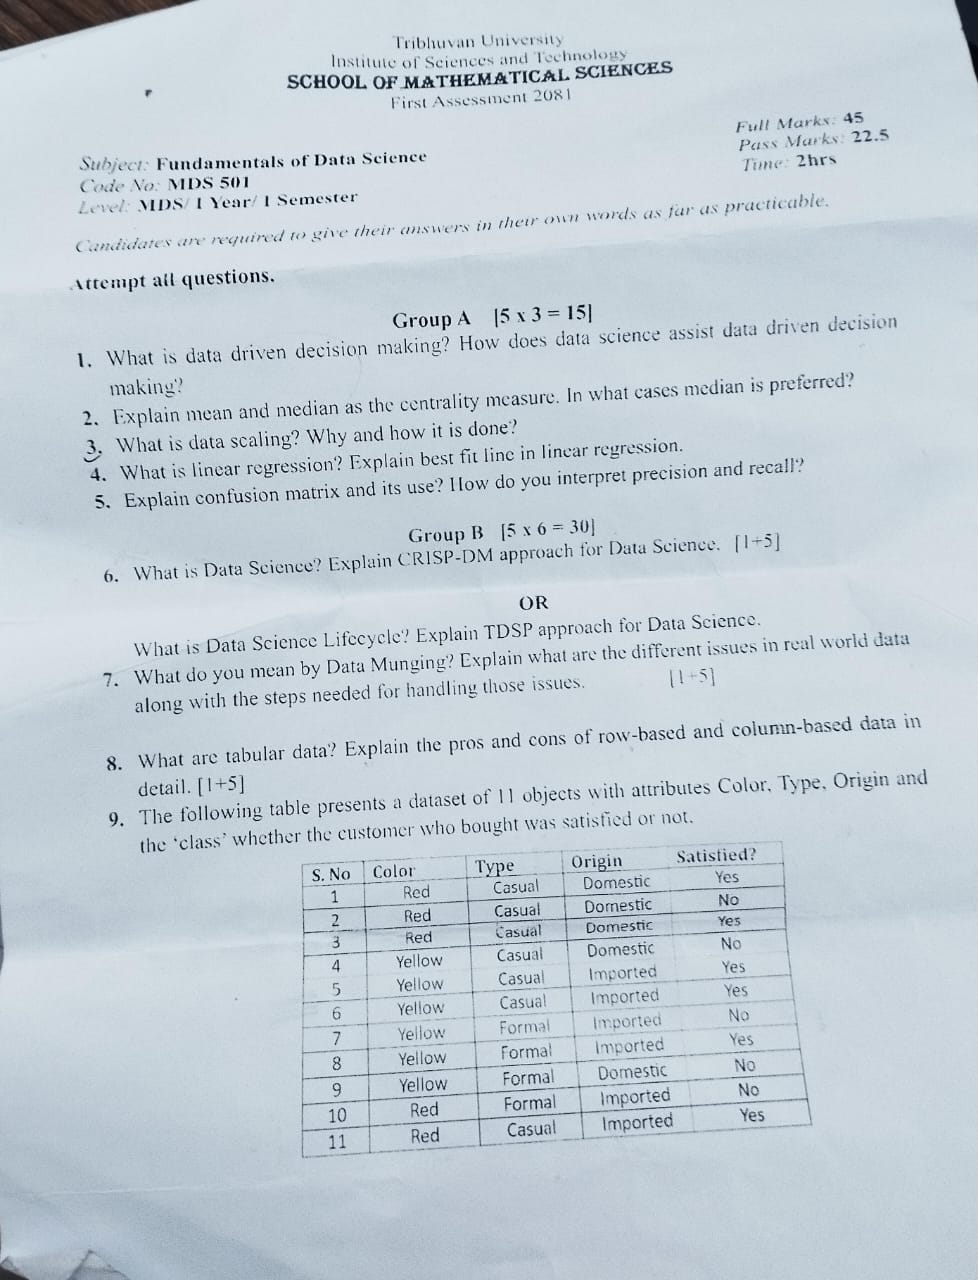 Tribhuvan University
Institute of Sciences and Technology
SCHOOL OF MATHEMATICAL SCIENCES
First Assessment 2081
Full Marks: 45
Pass Marks: 22.5
Time: 2hrs
Subject: Fundamentals of Data Science
Code No: MDS 501
Level: MDS/ I Year/ I Semester
Candidates are required to give their answers in their own words as far as practicable.
Attempt all questions.
Group A [5 x 3 = 15]
1. What is data driven decision making? How does data science assist data driven decision
making?
2. Explain mean and median as the centrality measure. In what cases median is preferred?
3. What is data scaling? Why and how it is done?
4. What is linear regression? Explain best fit line in linear regression.
5. Explain confusion matrix and its use? How do you interpret precision and recall?
Group B [5 x 6 = 30]
6. What is Data Science? Explain CRISP-DM approach for Data Science. [1+5]
OR
What is Data Science Lifecycle? Explain TDSP approach for Data Science.
7. What do you mean by Data Munging? Explain what are the different issues in real world data
along with the steps needed for handling those issues. [1+5]
8. What are tabular data? Explain the pros and cons of row-based and column-based data in
detail. [1+5]
9. The following table presents a dataset of 11 objects with attributes Color, Type, Origin and
the ‘class’ whether the customer who bought was satisfied or not.
S. No Color Type Origin Satisfied?
1 Red Casual Domestic Yes
2 Red Casual Domestic No
3 Red Casual Domestic Yes
4 Yellow Casual Domestic No
5 Yellow Casual Imported Yes
6 Yellow Casual Imported Yes
7 Yellow Formal Imported No
8 Yellow Formal Imported Yes
9 Yellow Formal Domestic No
10 Red Formal Imported No
11 Red Casual Imported Yes